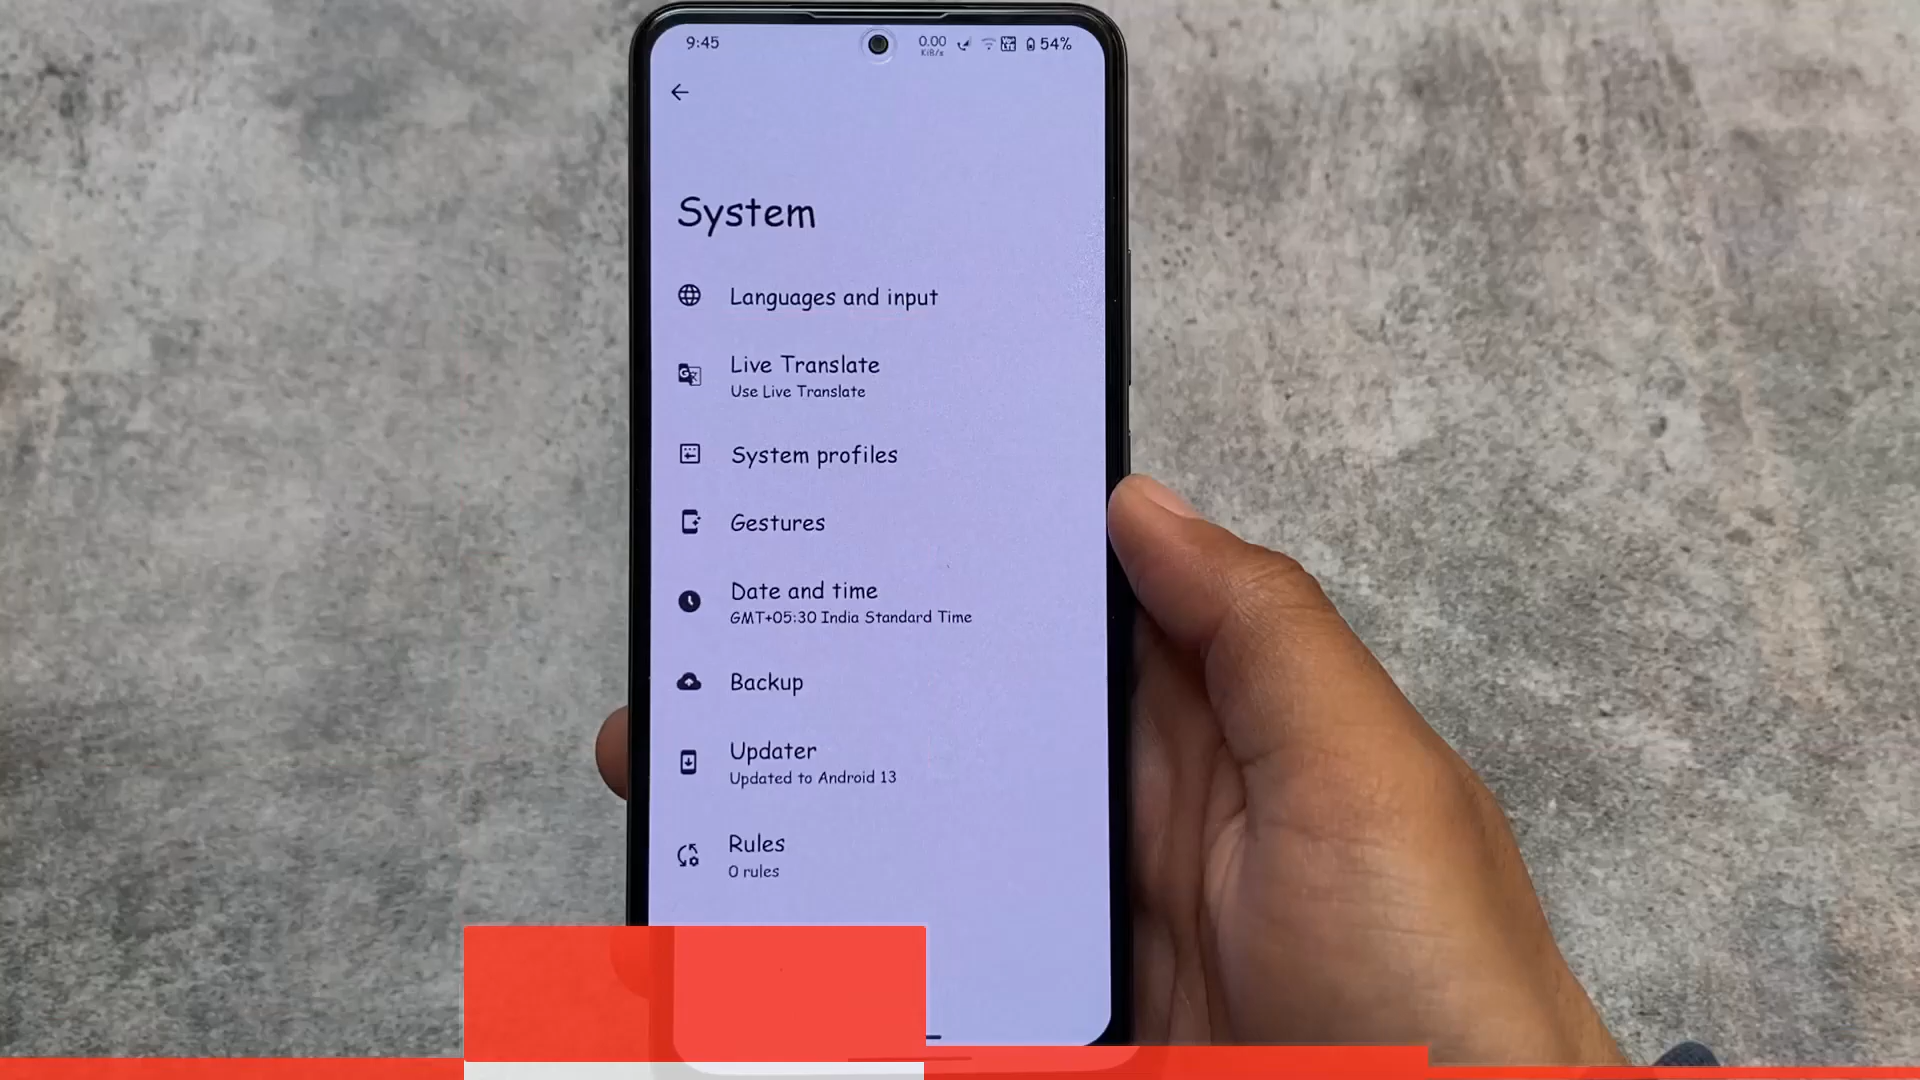 9:45
0.00
KiB/s
54%
System
Languages and input
Live Translate
Use Live Translate
System profiles
Gestures
Date and time
GMT+05:30 India Standard Time
Backup
Updater
Updated to Android 13
Rules
0 rules